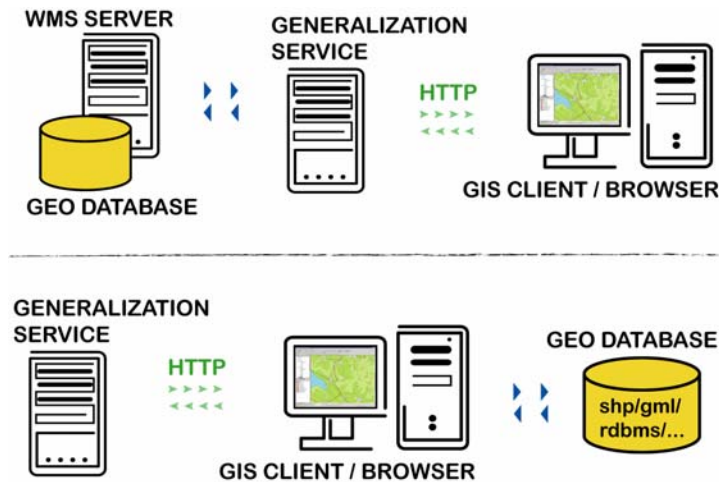 WMS SERVER
GENERALIZATION
SERVICE
HTTP
GEO DATABASE
GIS CLIENT / BROWSER
GENERALIZATION
SERVICE
HTTP
GEO DATABASE
shp/gml/
rdbms/...
GIS CLIENT / BROWSER